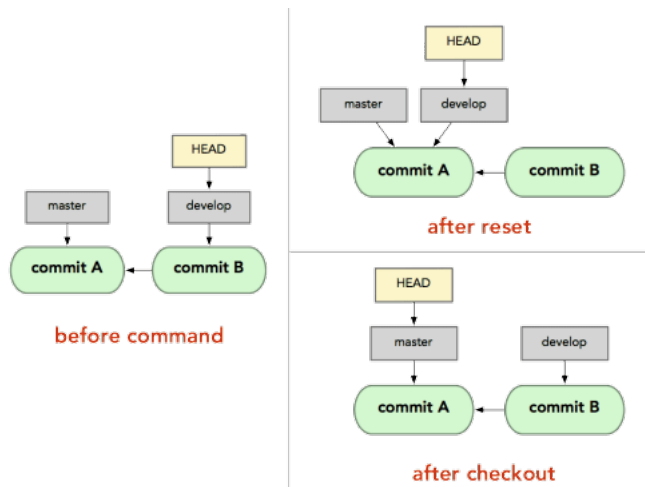 HEAD
master
develop
commit A
commit B
before command
HEAD
master
develop
commit A
commit B
after reset
HEAD
master
develop
commit A
commit B
after checkout